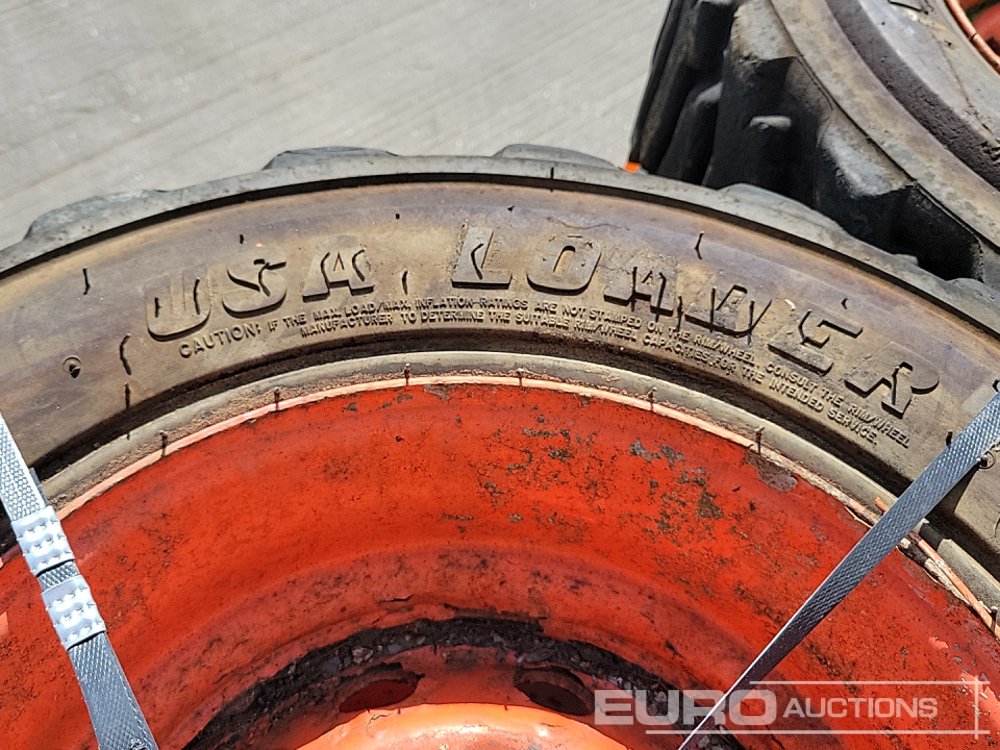 USA LOADER
CAUTION: IF THE MAX. LOAD/MAX. INFLATION RATINGS ARE NOT STAMPED ON THE RIM/WHEEL, CONSULT THE RIM/WHEEL
MANUFACTURER TO DETERMINE THE SUITABLE RIM/WHEEL CAPACITIES FOR THE INTENDED SERVICE.
EURO AUCTIONS